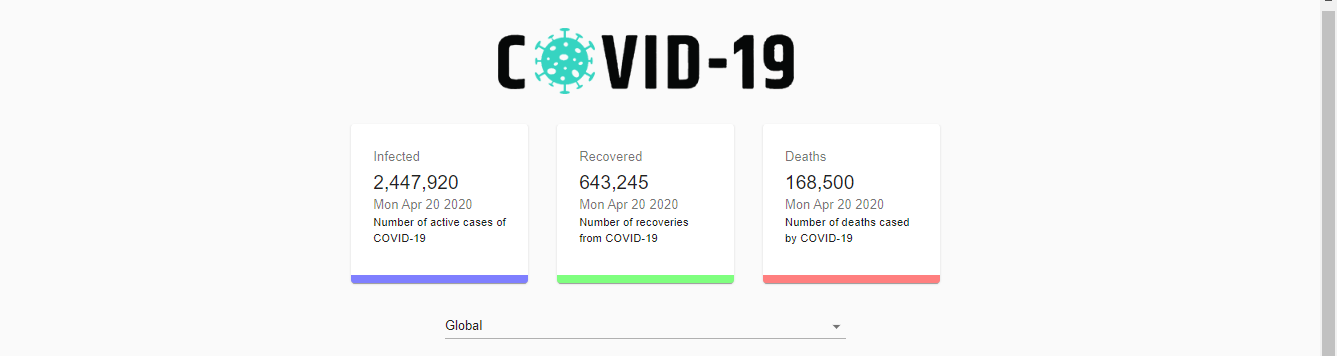 COVID-19
Infected
2,447,920
Mon Apr 20 2020
Number of active cases of
COVID-19
Recovered
643,245
Mon Apr 20 2020
Number of recoveries
from COVID-19
Deaths
168,500
Mon Apr 20 2020
Number of deaths cased
by COVID-19
Global